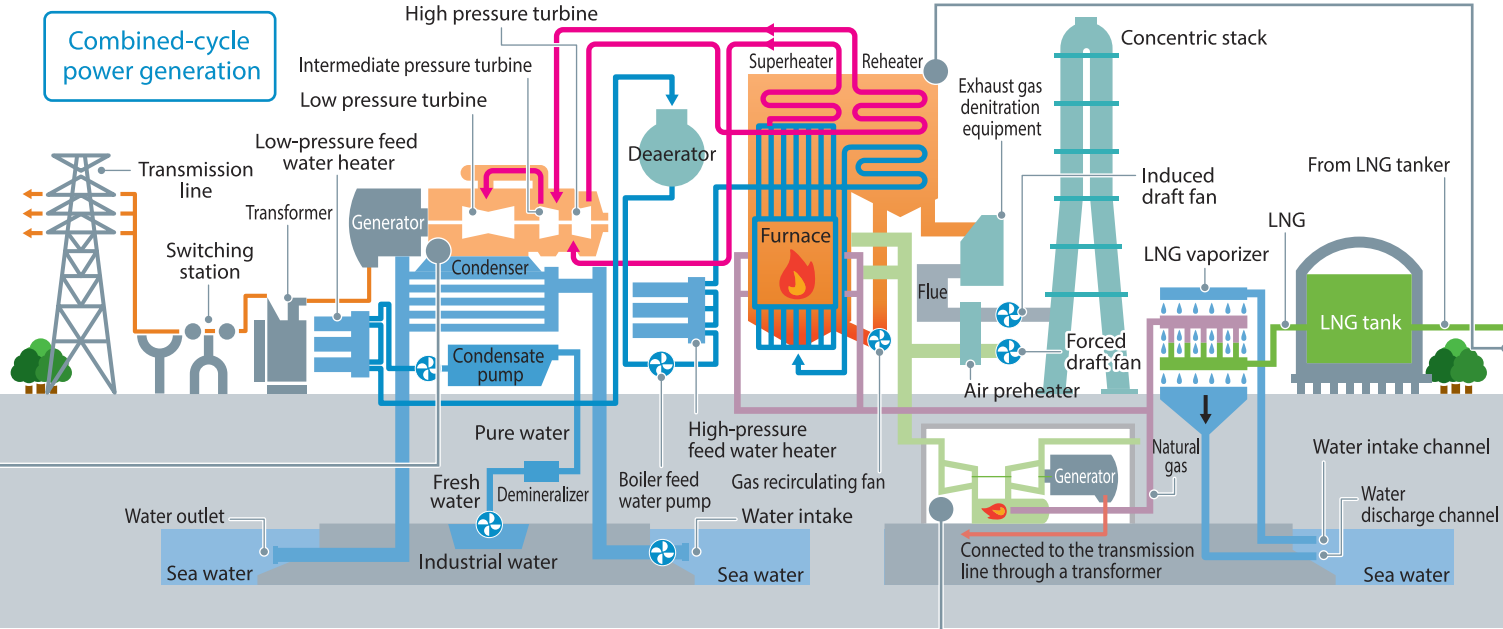 Combined-cycle
power generation
High pressure turbine
Intermediate pressure turbine
Low pressure turbine
Low-pressure feed
water heater
Transmission
line
Transformer
Switching
station
Generator
Condenser
Condensate
pump
Deaerator
Superheater
Reheater
Furnace
Exhaust gas
denitration
equipment
Concentric stack
Induced
draft fan
Flue
Forced
draft fan
Air preheater
From LNG tanker
LNG
LNG vaporizer
LNG tank
Pure water
Fresh
water
Demineralizer
Industrial water
High-pressure
feed water heater
Boiler feed
water pump
Gas recirculating fan
Water outlet
Sea water
Water intake
Sea water
Generator
Natural
gas
Connected to the transmission
line through a transformer
Water intake channel
Water
discharge channel
Sea water